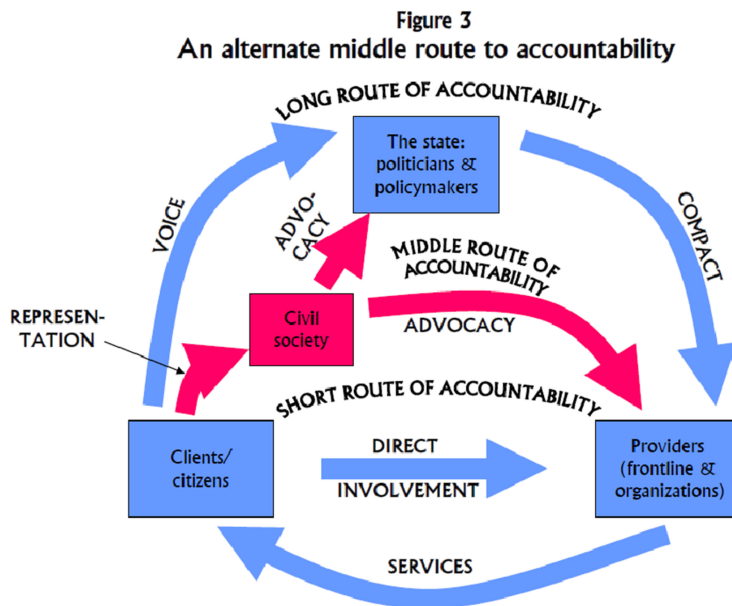 Figure 3
An alternate middle route to accountability
LONG ROUTE OF ACCOUNTABILITY
The state:
politicians &
policymakers
VOICE
ADVO-
CACY
COMPACT
MIDDLE ROUTE OF
ACCOUNTABILITY
ADVOCACY
Civil
society
REPRESEN-
TATION
SHORT ROUTE OF ACCOUNTABILITY
Clients/
citizens
DIRECT
INVOLVEMENT
Providers
(frontline &
organizations)
SERVICES